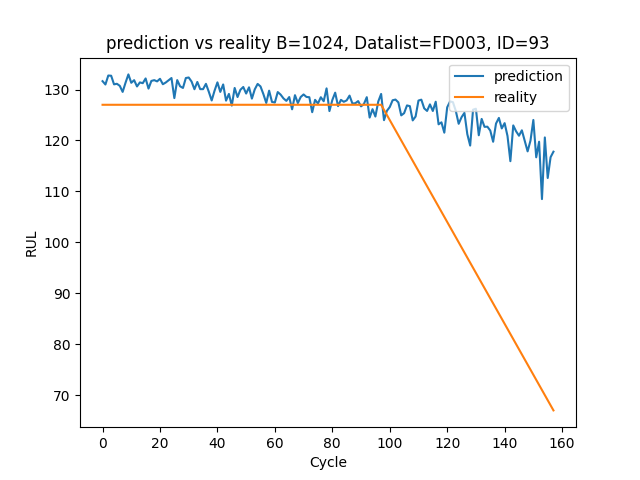 prediction vs reality B=1024, Datalist=FD003, ID=93
prediction
reality
RUL
130
120
110
100
90
80
70
0 20 40 60 80 100 120 140 160
Cycle